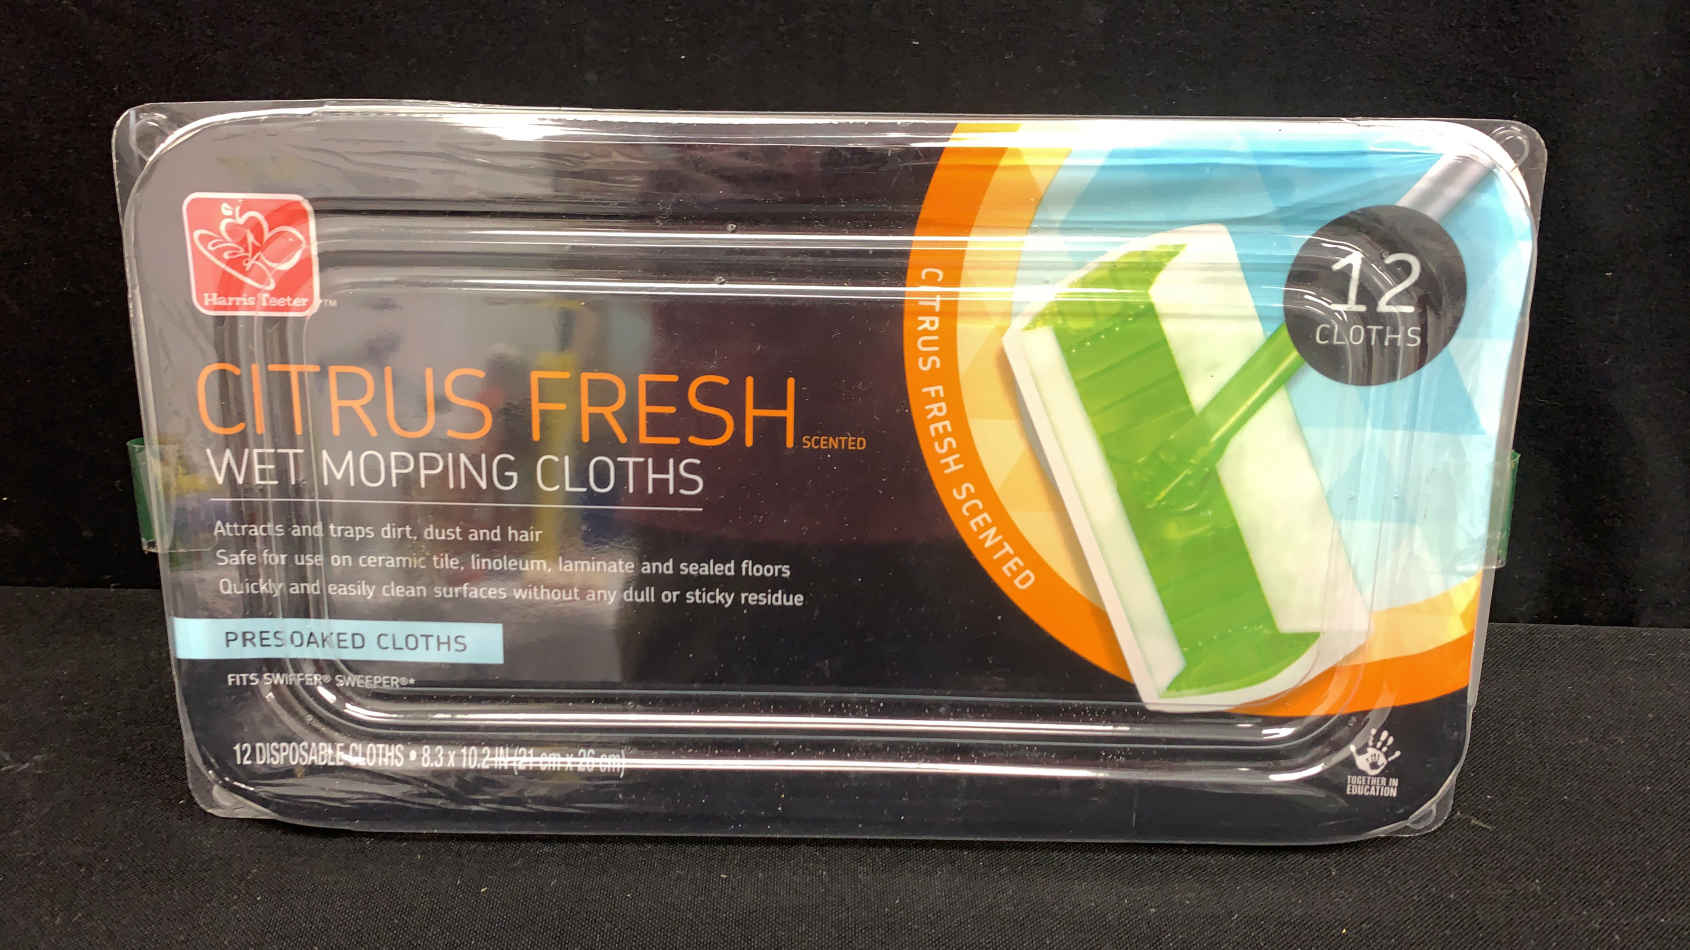 Harris Teeter™
CITRUS FRESH SCENTED
WET MOPPING CLOTHS
Attracts and traps dirt, dust and hair
Safe for use on ceramic tile, linoleum, laminate and sealed floors
Quickly and easily clean surfaces without any dull or sticky residue
PRESOAKED CLOTHS
FITS SWIFFER® SWEEPER®*
12 DISPOSABLE CLOTHS • 8.3 x 10.2 IN (21 cm x 26 cm)
CITRUS FRESH SCENTED
12
CLOTHS
TOGETHER IN
EDUCATION